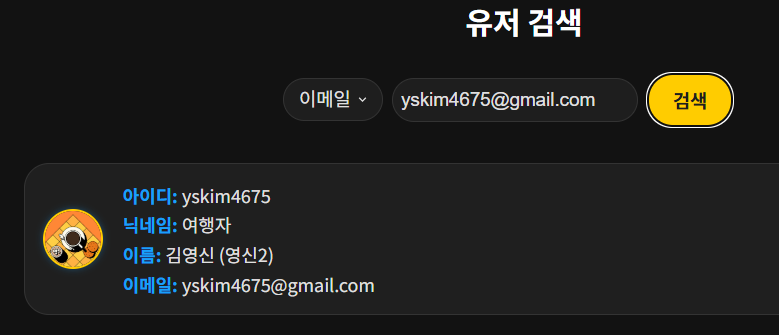 유저 검색
이메일 yskim4675@gmail.com 검색
아이디: yskim4675
닉네임: 여행자
이름: 김영신 (영신2)
이메일: yskim4675@gmail.com